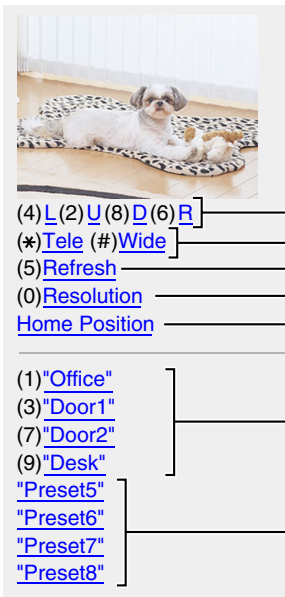 (4)L(2)U(8)D(6)R
(*)Tele (#)Wide
(5)Refresh
(0)Resolution
Home Position
(1)"Office"
(3)"Door1"
(7)"Door2"
(9)"Desk"
"Preset5"
"Preset6"
"Preset7"
"Preset8"